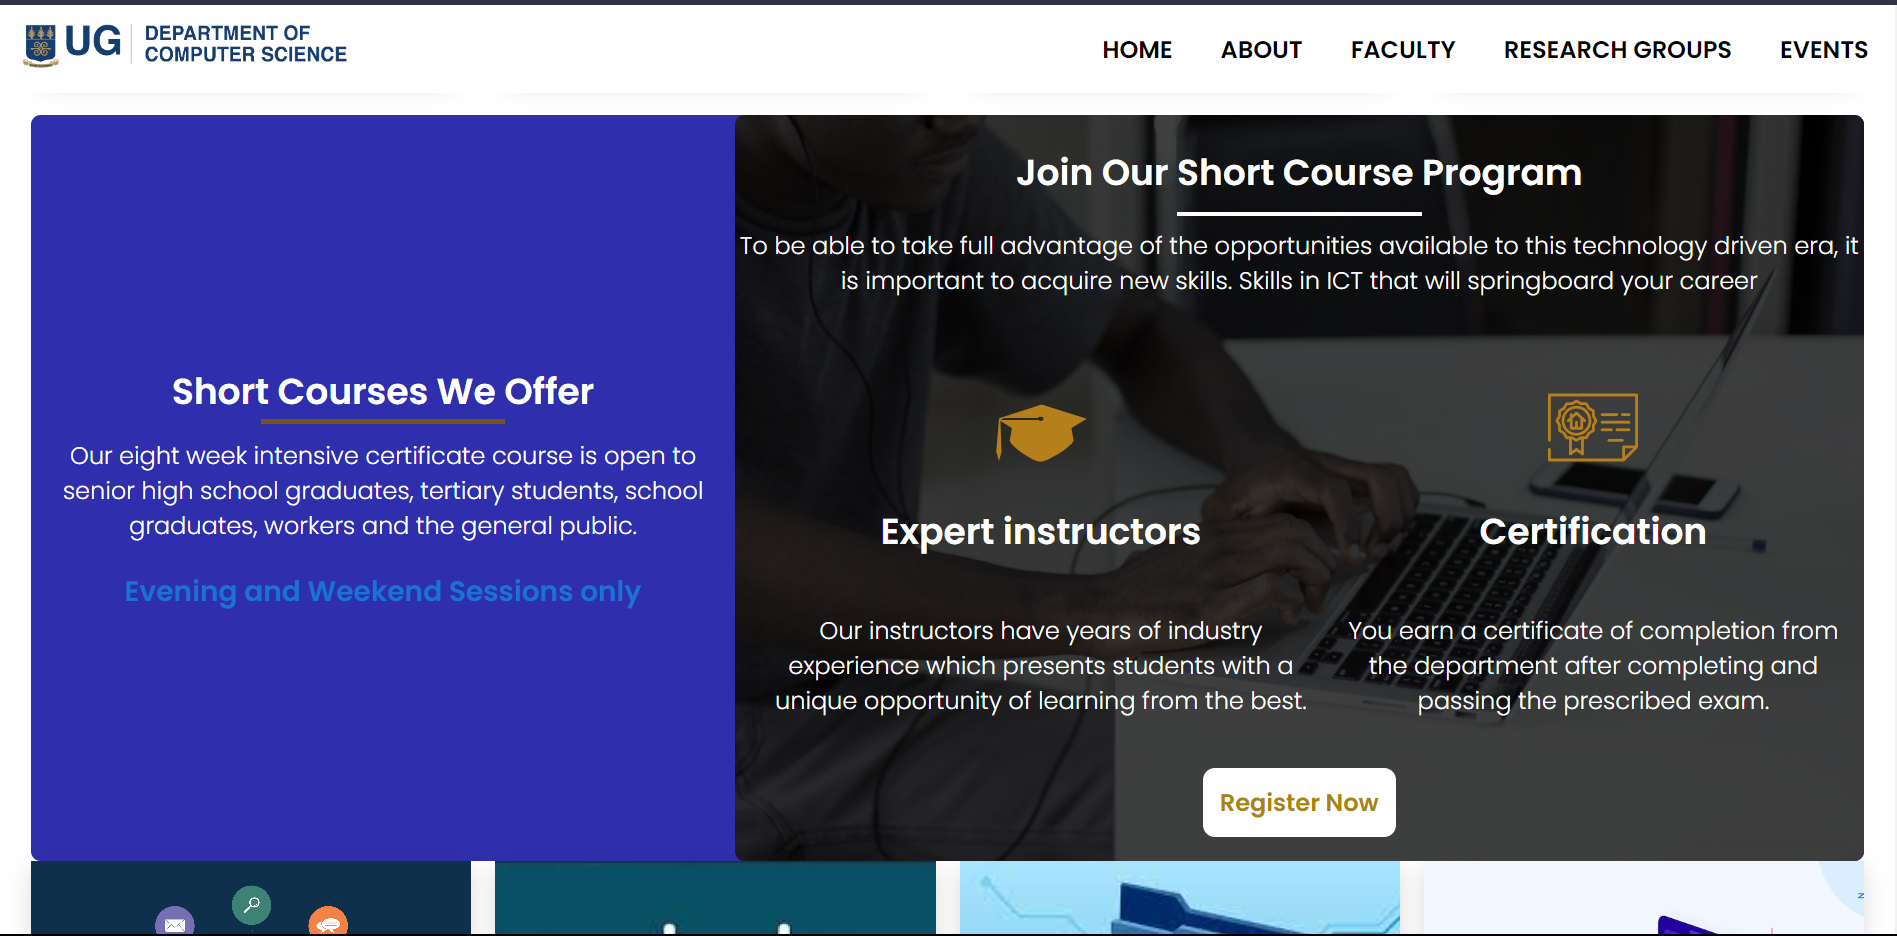 UG
DEPARTMENT OF
COMPUTER SCIENCE
HOME ABOUT FACULTY RESEARCH GROUPS EVENTS
Short Courses We Offer
Our eight week intensive certificate course is open to
senior high school graduates, tertiary students, school
graduates, workers and the general public.
Evening and Weekend Sessions only
Join Our Short Course Program
To be able to take full advantage of the opportunities available to this technology driven era, it
is important to acquire new skills. Skills in ICT that will springboard your career
Expert instructors
Our instructors have years of industry
experience which presents students with a
unique opportunity of learning from the best.
Certification
You earn a certificate of completion from
the department after completing and
passing the prescribed exam.
Register Now